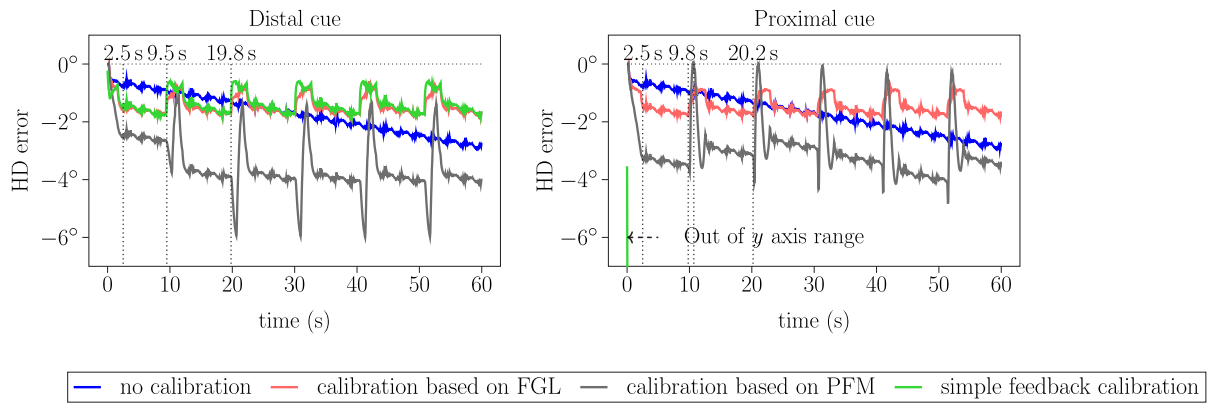 Distal cue
2.5 s 9.5 s 19.8 s
0°
−2°
−4°
−6°
HD error
0 10 20 30 40 50 60
time (s)
Proximal cue
2.5 s 9.8 s 20.2 s
0°
−2°
−4°
−6°
HD error
Out of y axis range
0 10 20 30 40 50 60
time (s)
no calibration calibration based on FGL calibration based on PFM simple feedback calibration